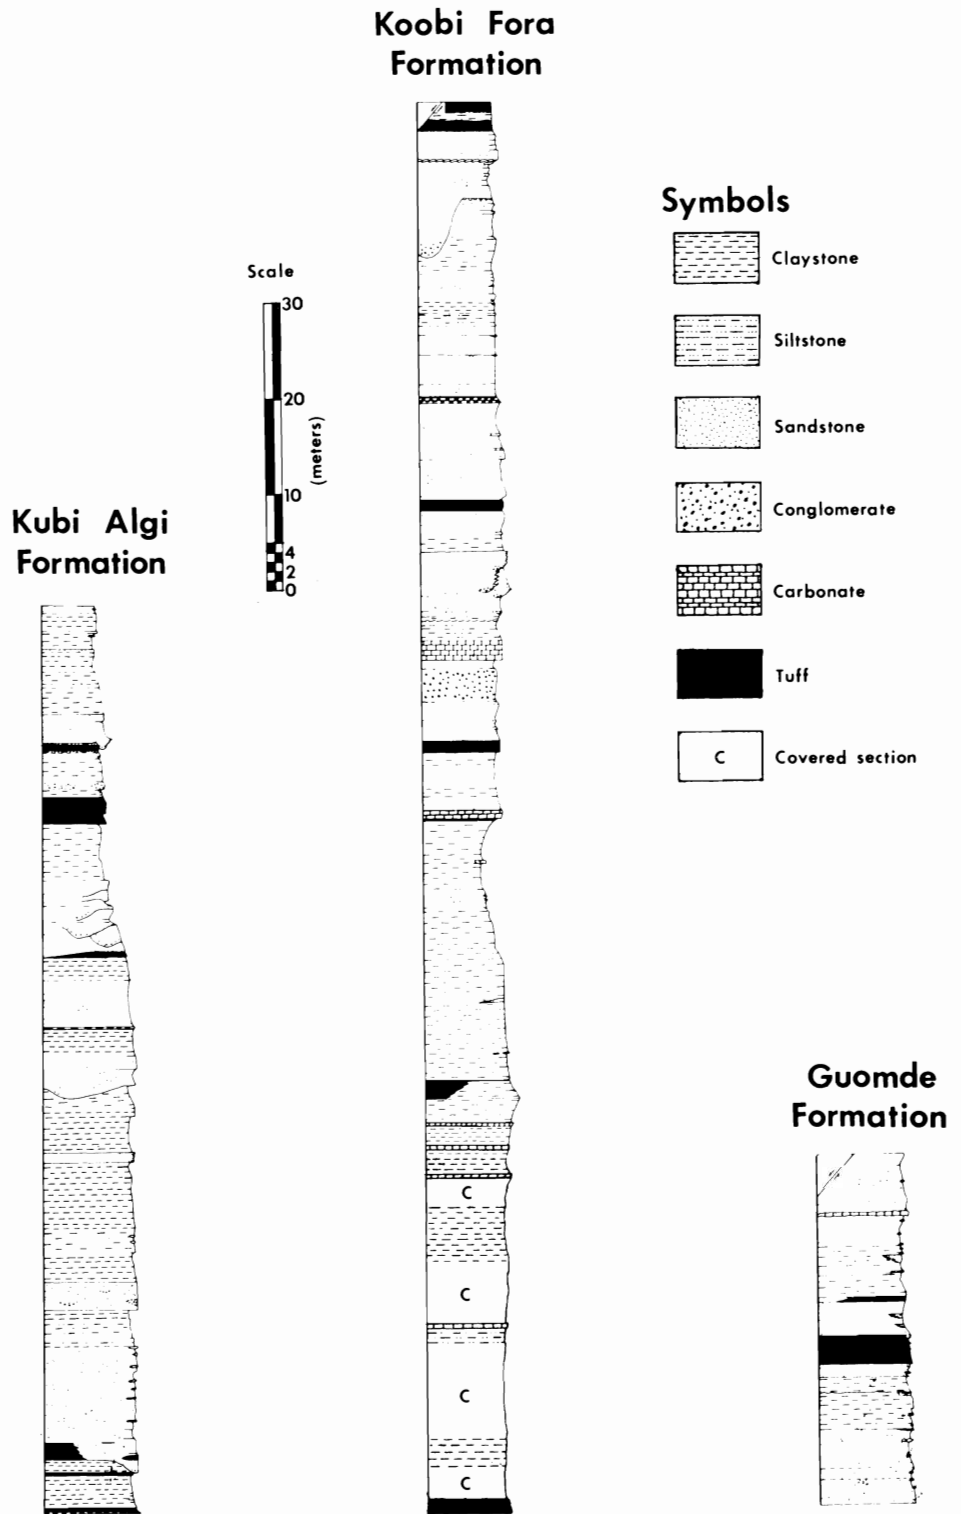 Koobi Fora
Formation
Symbols
Claystone
Siltstone
Sandstone
Conglomerate
Carbonate
Tuff
C Covered section
Scale
30
20
10
4
2
0
(meters)
Kubi Algi
Formation
C
C
C
C
Guomde
Formation